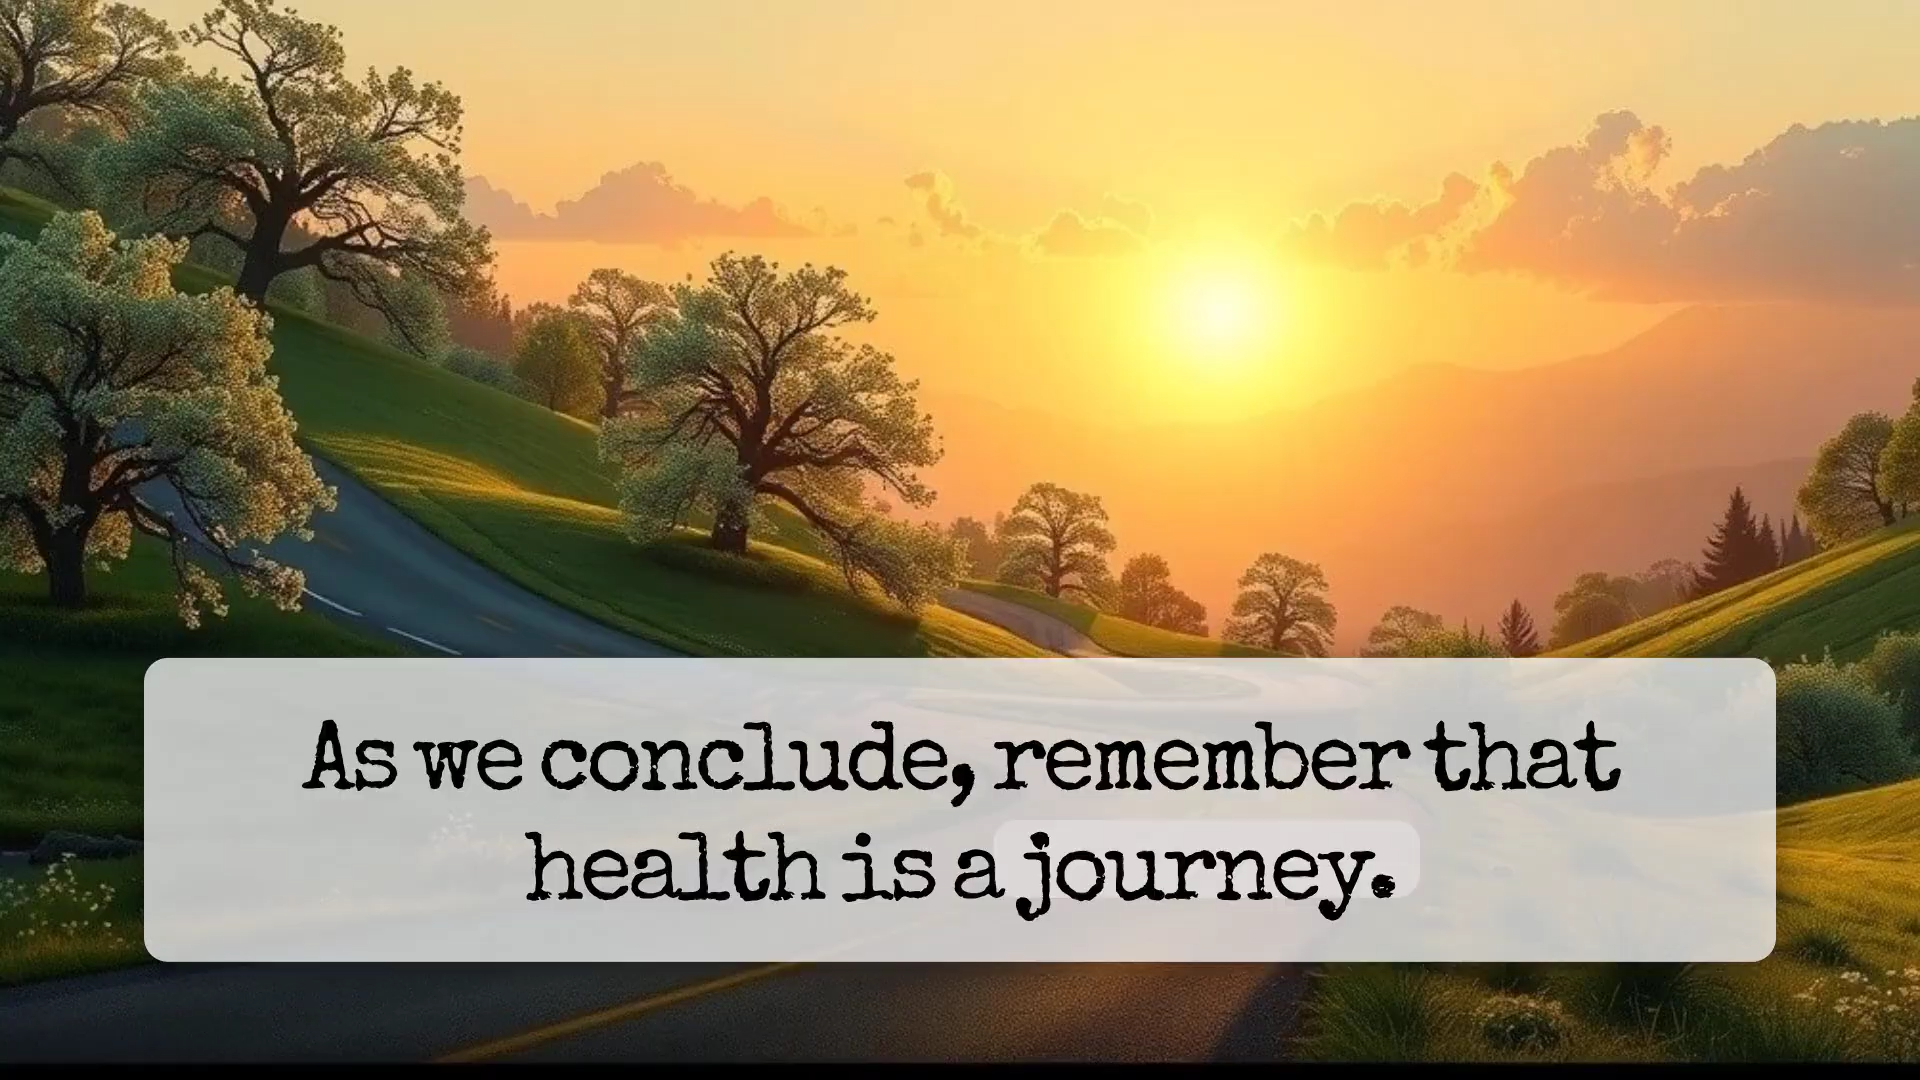 As we conclude, remember that
health is a journey.